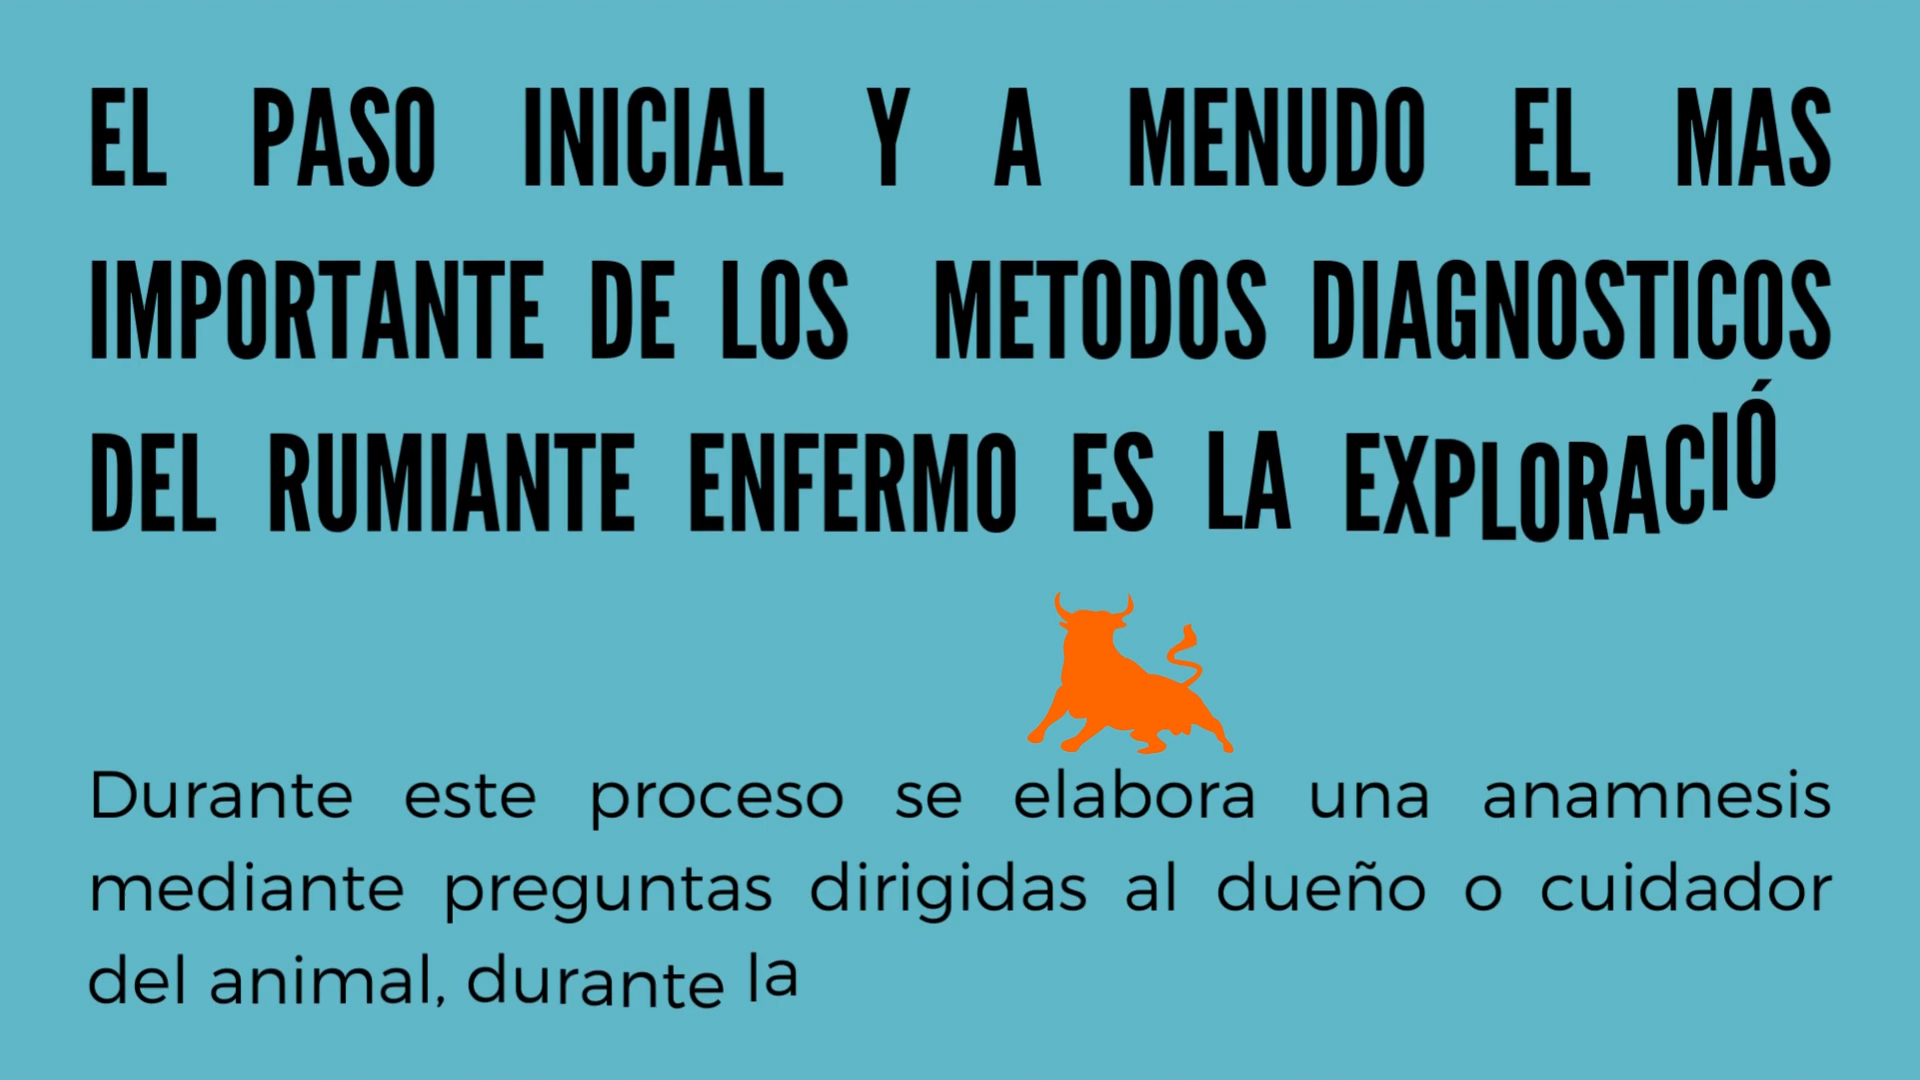 EL PASO INICIAL Y A MENUDO EL MAS
IMPORTANTE DE LOS METODOS DIAGNOSTICOS
DEL RUMIANTE ENFERMO ES LA EXPLORACIÓ
Durante este proceso se elabora una anamnesis
mediante preguntas dirigidas al dueño o cuidador
del animal, durante la